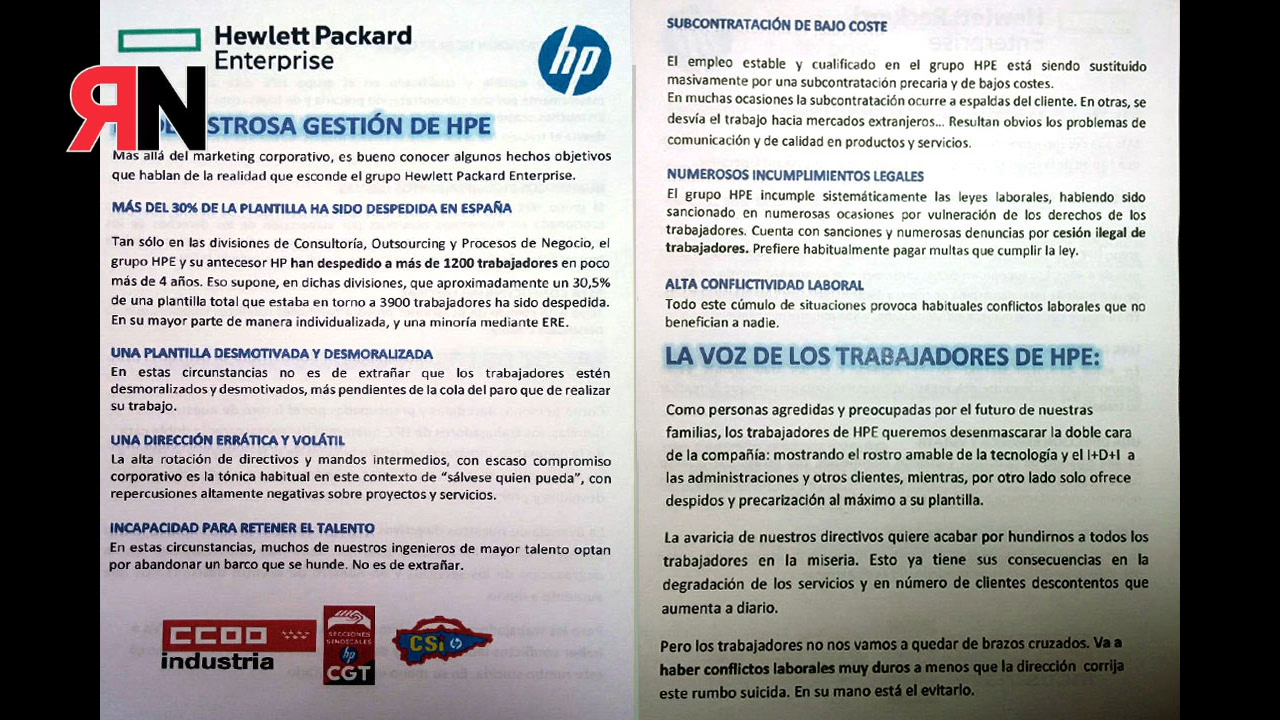 Hewlett Packard
Enterprise
hp
RN
STROSA GESTIÓN DE HPE
Más allá del marketing corporativo, es bueno conocer algunos hechos objetivos
que hablan de la realidad que esconde el grupo Hewlett Packard Enterprise.
MÁS DEL 30% DE LA PLANTILLA HA SIDO DESPEDIDA EN ESPAÑA
Tan sólo en las divisiones de Consultoría, Outsourcing y Procesos de Negocio, el
grupo HPE y su antecesor HP han despedido a más de 1200 trabajadores en poco
más de 4 años. Eso supone, en dichas divisiones, que aproximadamente un 30,5%
de una plantilla total que estaba en torno a 3900 trabajadores ha sido despedida.
En su mayor parte de manera individualizada, y una minoría mediante ERE.
UNA PLANTILLA DESMOTIVADA Y DESMORALIZADA
En estas circunstancias no es de extrañar que los trabajadores estén
desmoralizados y desmotivados, más pendientes de la cola del paro que de realizar
su trabajo.
UNA DIRECCIÓN ERRÁTICA Y VOLÁTIL
La alta rotación de directivos y mandos intermedios, con escaso compromiso
corporativo es la tónica habitual en este contexto de “sálvese quien pueda”, con
repercusiones altamente negativas sobre proyectos y servicios.
INCAPACIDAD PARA RETENER EL TALENTO
En estas circunstancias, muchos de nuestros ingenieros de mayor talento optan
por abandonar un barco que se hunde. No es de extrañar.
CCOO
industria
SECCIONES
SINDICALES
hp
CGT
CSi hp
SUBCONTRATACIÓN DE BAJO COSTE
El empleo estable y cualificado en el grupo HPE está siendo sustituido
masivamente por una subcontratación precaria y de bajos costes.
En muchas ocasiones la subcontratación ocurre a espaldas del cliente. En otras, se
desvía el trabajo hacia mercados extranjeros... Resultan obvios los problemas de
comunicación y de calidad en productos y servicios.
NUMEROSOS INCUMPLIMIENTOS LEGALES
El grupo HPE incumple sistemáticamente las leyes laborales, habiendo sido
sancionado en numerosas ocasiones por vulneración de los derechos de los
trabajadores. Cuenta con sanciones y numerosas denuncias por cesión ilegal de
trabajadores. Prefiere habitualmente pagar multas que cumplir la ley.
ALTA CONFLICTIVIDAD LABORAL
Todo este cúmulo de situaciones provoca habituales conflictos laborales que no
benefician a nadie.
LA VOZ DE LOS TRABAJADORES DE HPE:
Como personas agredidas y preocupadas por el futuro de nuestras
familias, los trabajadores de HPE queremos desenmascarar la doble cara
de la compañía: mostrando el rostro amable de la tecnología y el I+D+I a
las administraciones y otros clientes, mientras, por otro lado solo ofrece
despidos y precarización al máximo a su plantilla.
La avaricia de nuestros directivos quiere acabar por hundirnos a todos los
trabajadores en la miseria. Esto ya tiene sus consecuencias en la
degradación de los servicios y en número de clientes descontentos que
aumenta a diario.
Pero los trabajadores no nos vamos a quedar de brazos cruzados. Va a
haber conflictos laborales muy duros a menos que la dirección corrija
este rumbo suicida. En su mano está el evitarlo.